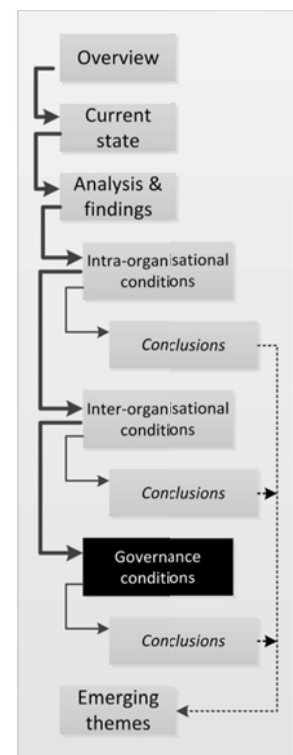 Overview
Current
state
Analysis &
findings
Intra-organisational
conditions
Conclusions
Inter-organisational
conditions
Conclusions
Governance
conditions
Conclusions
Emerging
themes